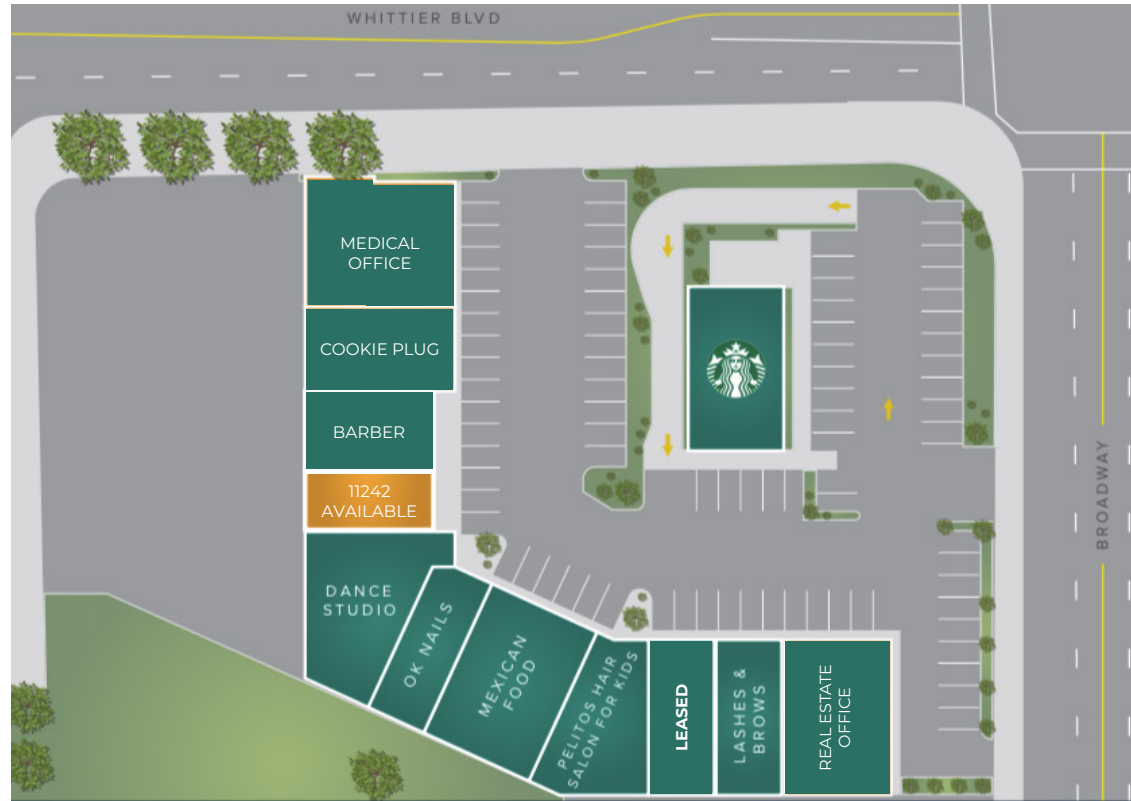 WHITTIER BLVD
MEDICAL
OFFICE
COOKIE PLUG
BARBER
11242
AVAILABLE
DANCE
STUDIO
OK NAILS
MEXICAN
FOOD
PELITOS HAIR
SALON FOR KIDS
LEASED
LASHES &
BROWS
REAL ESTATE
OFFICE
BROADWAY